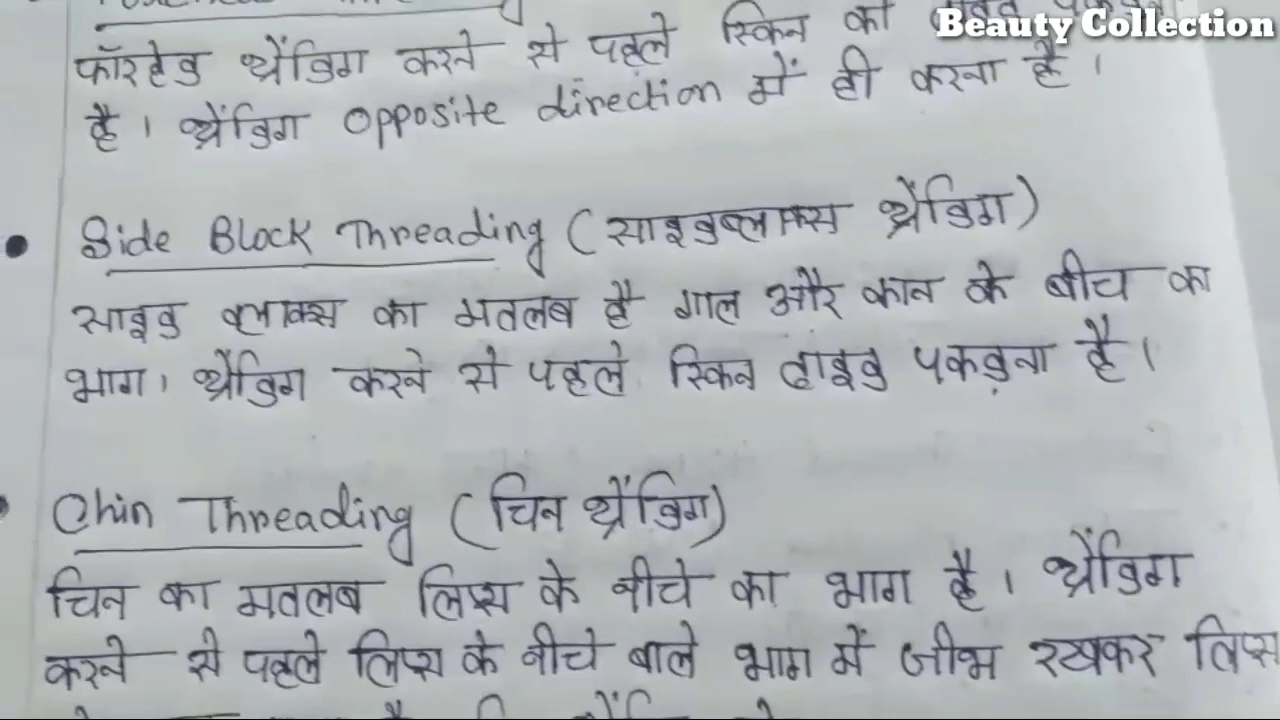 Beauty Collection
फॉरहेड थ्रेंडिंग करने से पहले स्किन को
है। थ्रेंडिंग opposite direction में ही करना है।
Side Block Threading (साइडब्लाक्स थ्रेंडिंग)
साइड ब्लाक्स का मतलब है गाल और कान के बीच का
भाग। थ्रेंडिंग करने से पहले स्किन टाइड पकड़ना है।
Chin Threading (चिन थ्रेंडिंग)
चिन का मतलब लिप्स के नीचे का भाग है। थ्रेंडिंग
करने से पहले लिप्स के नीचे वाले भाग में जीभ रखकर लिप्स